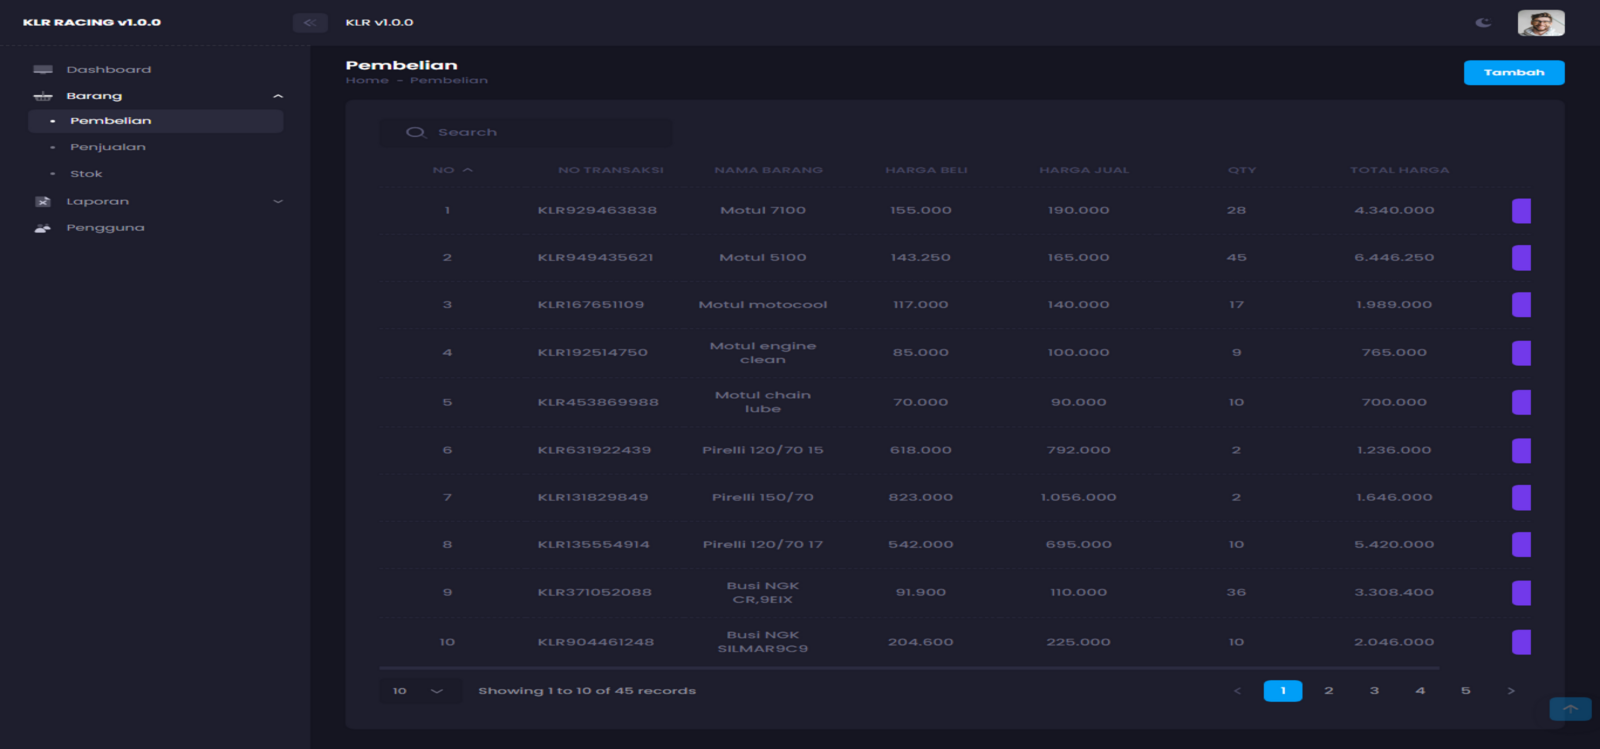 KLR RACING v1.0.0
KLR v1.0.0
Dashboard
Barang
Pembelian
Penjualan
Stok
Laporan
Pengguna
Pembelian
Home - Pembelian
Tambah
Search
NO NO TRANSAKSI NAMA BARANG HARGA BELI HARGA JUAL QTY TOTAL HARGA
1 KLR929463838 Motul 7100 155.000 190.000 28 4.340.000
2 KLR949435621 Motul 5100 143.250 165.000 45 6.446.250
3 KLR167651109 Motul motocool 117.000 140.000 17 1.989.000
4 KLR192514750 Motul engine clean 85.000 100.000 9 765.000
5 KLR453869988 Motul chain lube 70.000 90.000 10 700.000
6 KLR631922439 Pirelli 120/70 15 618.000 792.000 2 1.236.000
7 KLR131829849 Pirelli 150/70 823.000 1.056.000 2 1.646.000
8 KLR135554914 Pirelli 120/70 17 542.000 695.000 10 5.420.000
9 KLR371052088 Busi NGK CR,9EIX 91.900 110.000 36 3.308.400
10 KLR904461248 Busi NGK SILMAR9C9 204.600 225.000 10 2.046.000
10 Showing 1 to 10 of 45 records < 1 2 3 4 5 >